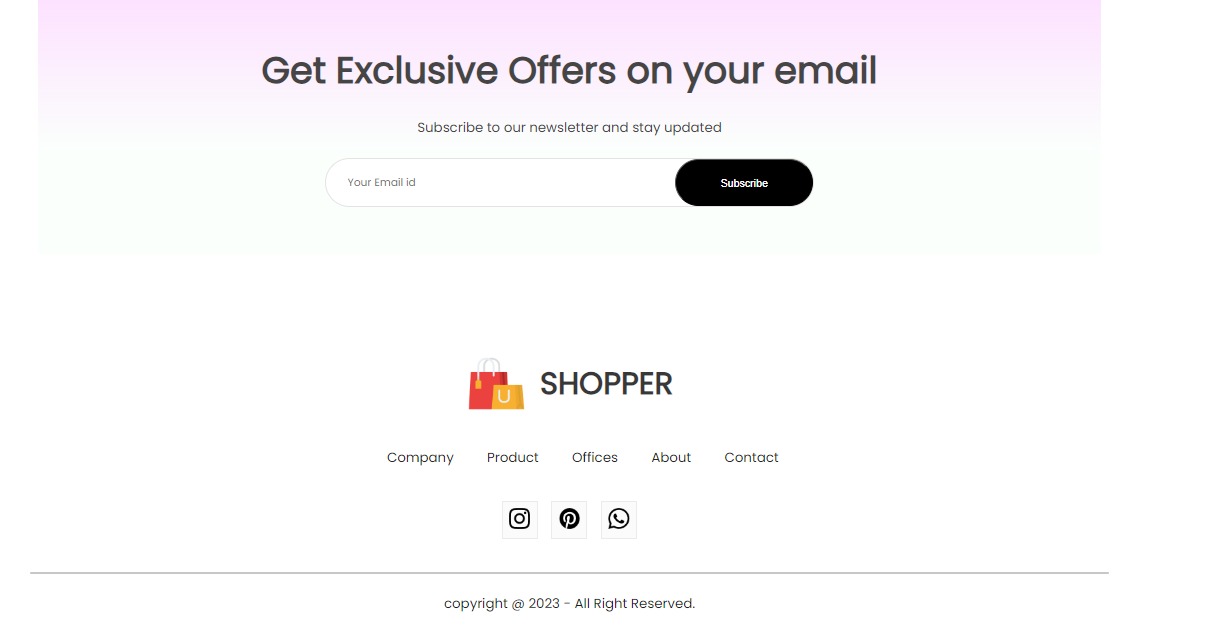 Get Exclusive Offers on your email
Subscribe to our newsletter and stay updated
Your Email id
Subscribe
SHOPPER
Company Product Offices About Contact
copyright @ 2023 - All Right Reserved.